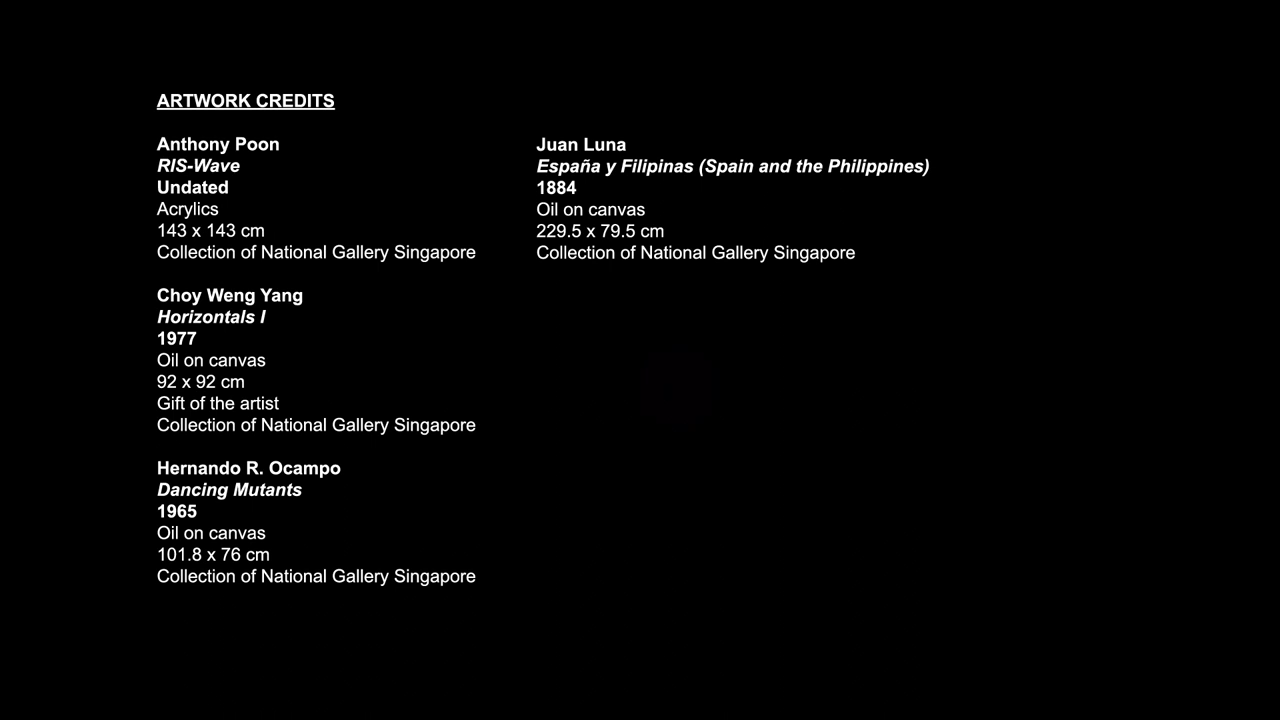 ARTWORK CREDITS
Anthony Poon
RIS-Wave
Undated
Acrylics
143 x 143 cm
Collection of National Gallery Singapore
Choy Weng Yang
Horizontals I
1977
Oil on canvas
92 x 92 cm
Gift of the artist
Collection of National Gallery Singapore
Hernando R. Ocampo
Dancing Mutants
1965
Oil on canvas
101.8 x 76 cm
Collection of National Gallery Singapore
Juan Luna
España y Filipinas (Spain and the Philippines)
1884
Oil on canvas
229.5 x 79.5 cm
Collection of National Gallery Singapore